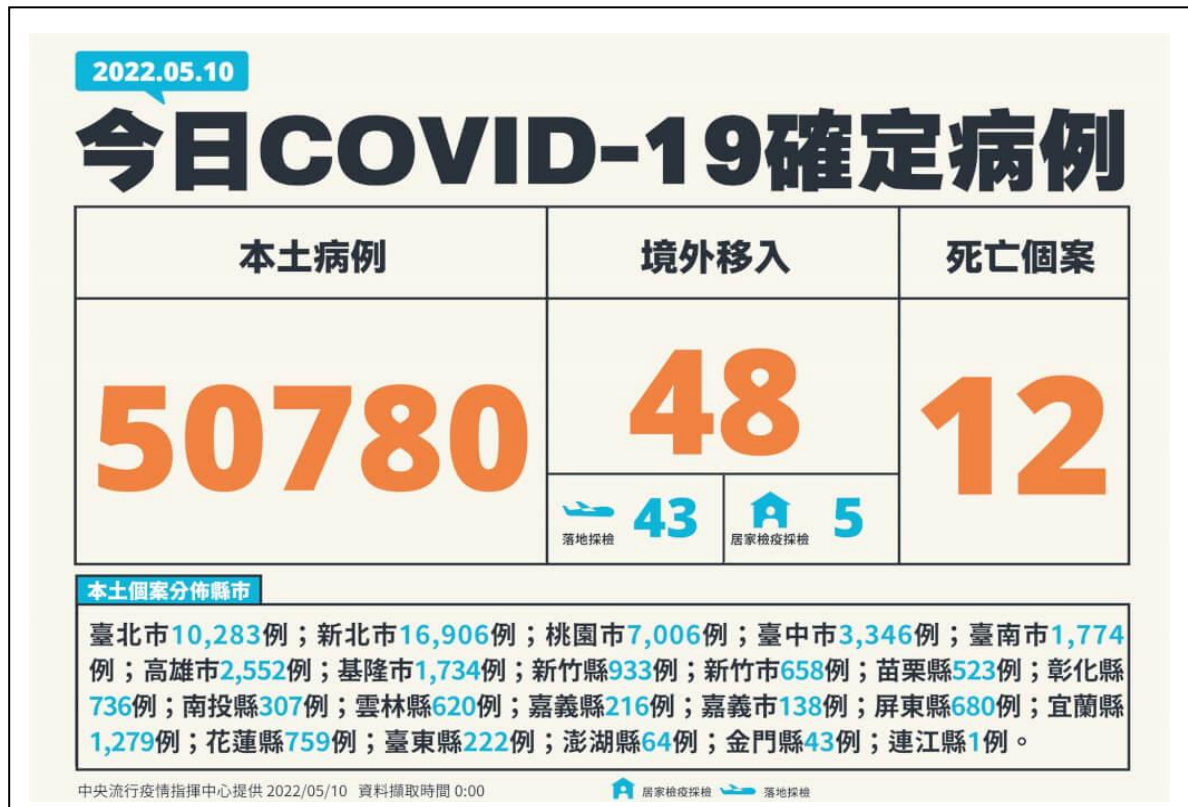 2022.05.10
今日COVID-19確定病例
本土病例
境外移入
死亡個案
50780
48
12
43
落地採檢
5
居家檢疫採檢
本土個案分佈縣市
臺北市10,283例；新北市16,906例；桃園市7,006例；臺中市3,346例；臺南市1,774
例；高雄市2,552例；基隆市1,734例；新竹縣933例；新竹市658例；苗栗縣523例；彰化縣
736例；南投縣307例；雲林縣620例；嘉義縣216例；嘉義市138例；屏東縣680例；宜蘭縣
1,279例；花蓮縣759例；臺東縣222例；澎湖縣64例；金門縣43例；連江縣1例。
中央流行疫情指揮中心提供 2022/05/10 資料擷取時間 0:00
居家檢疫採檢
落地採檢